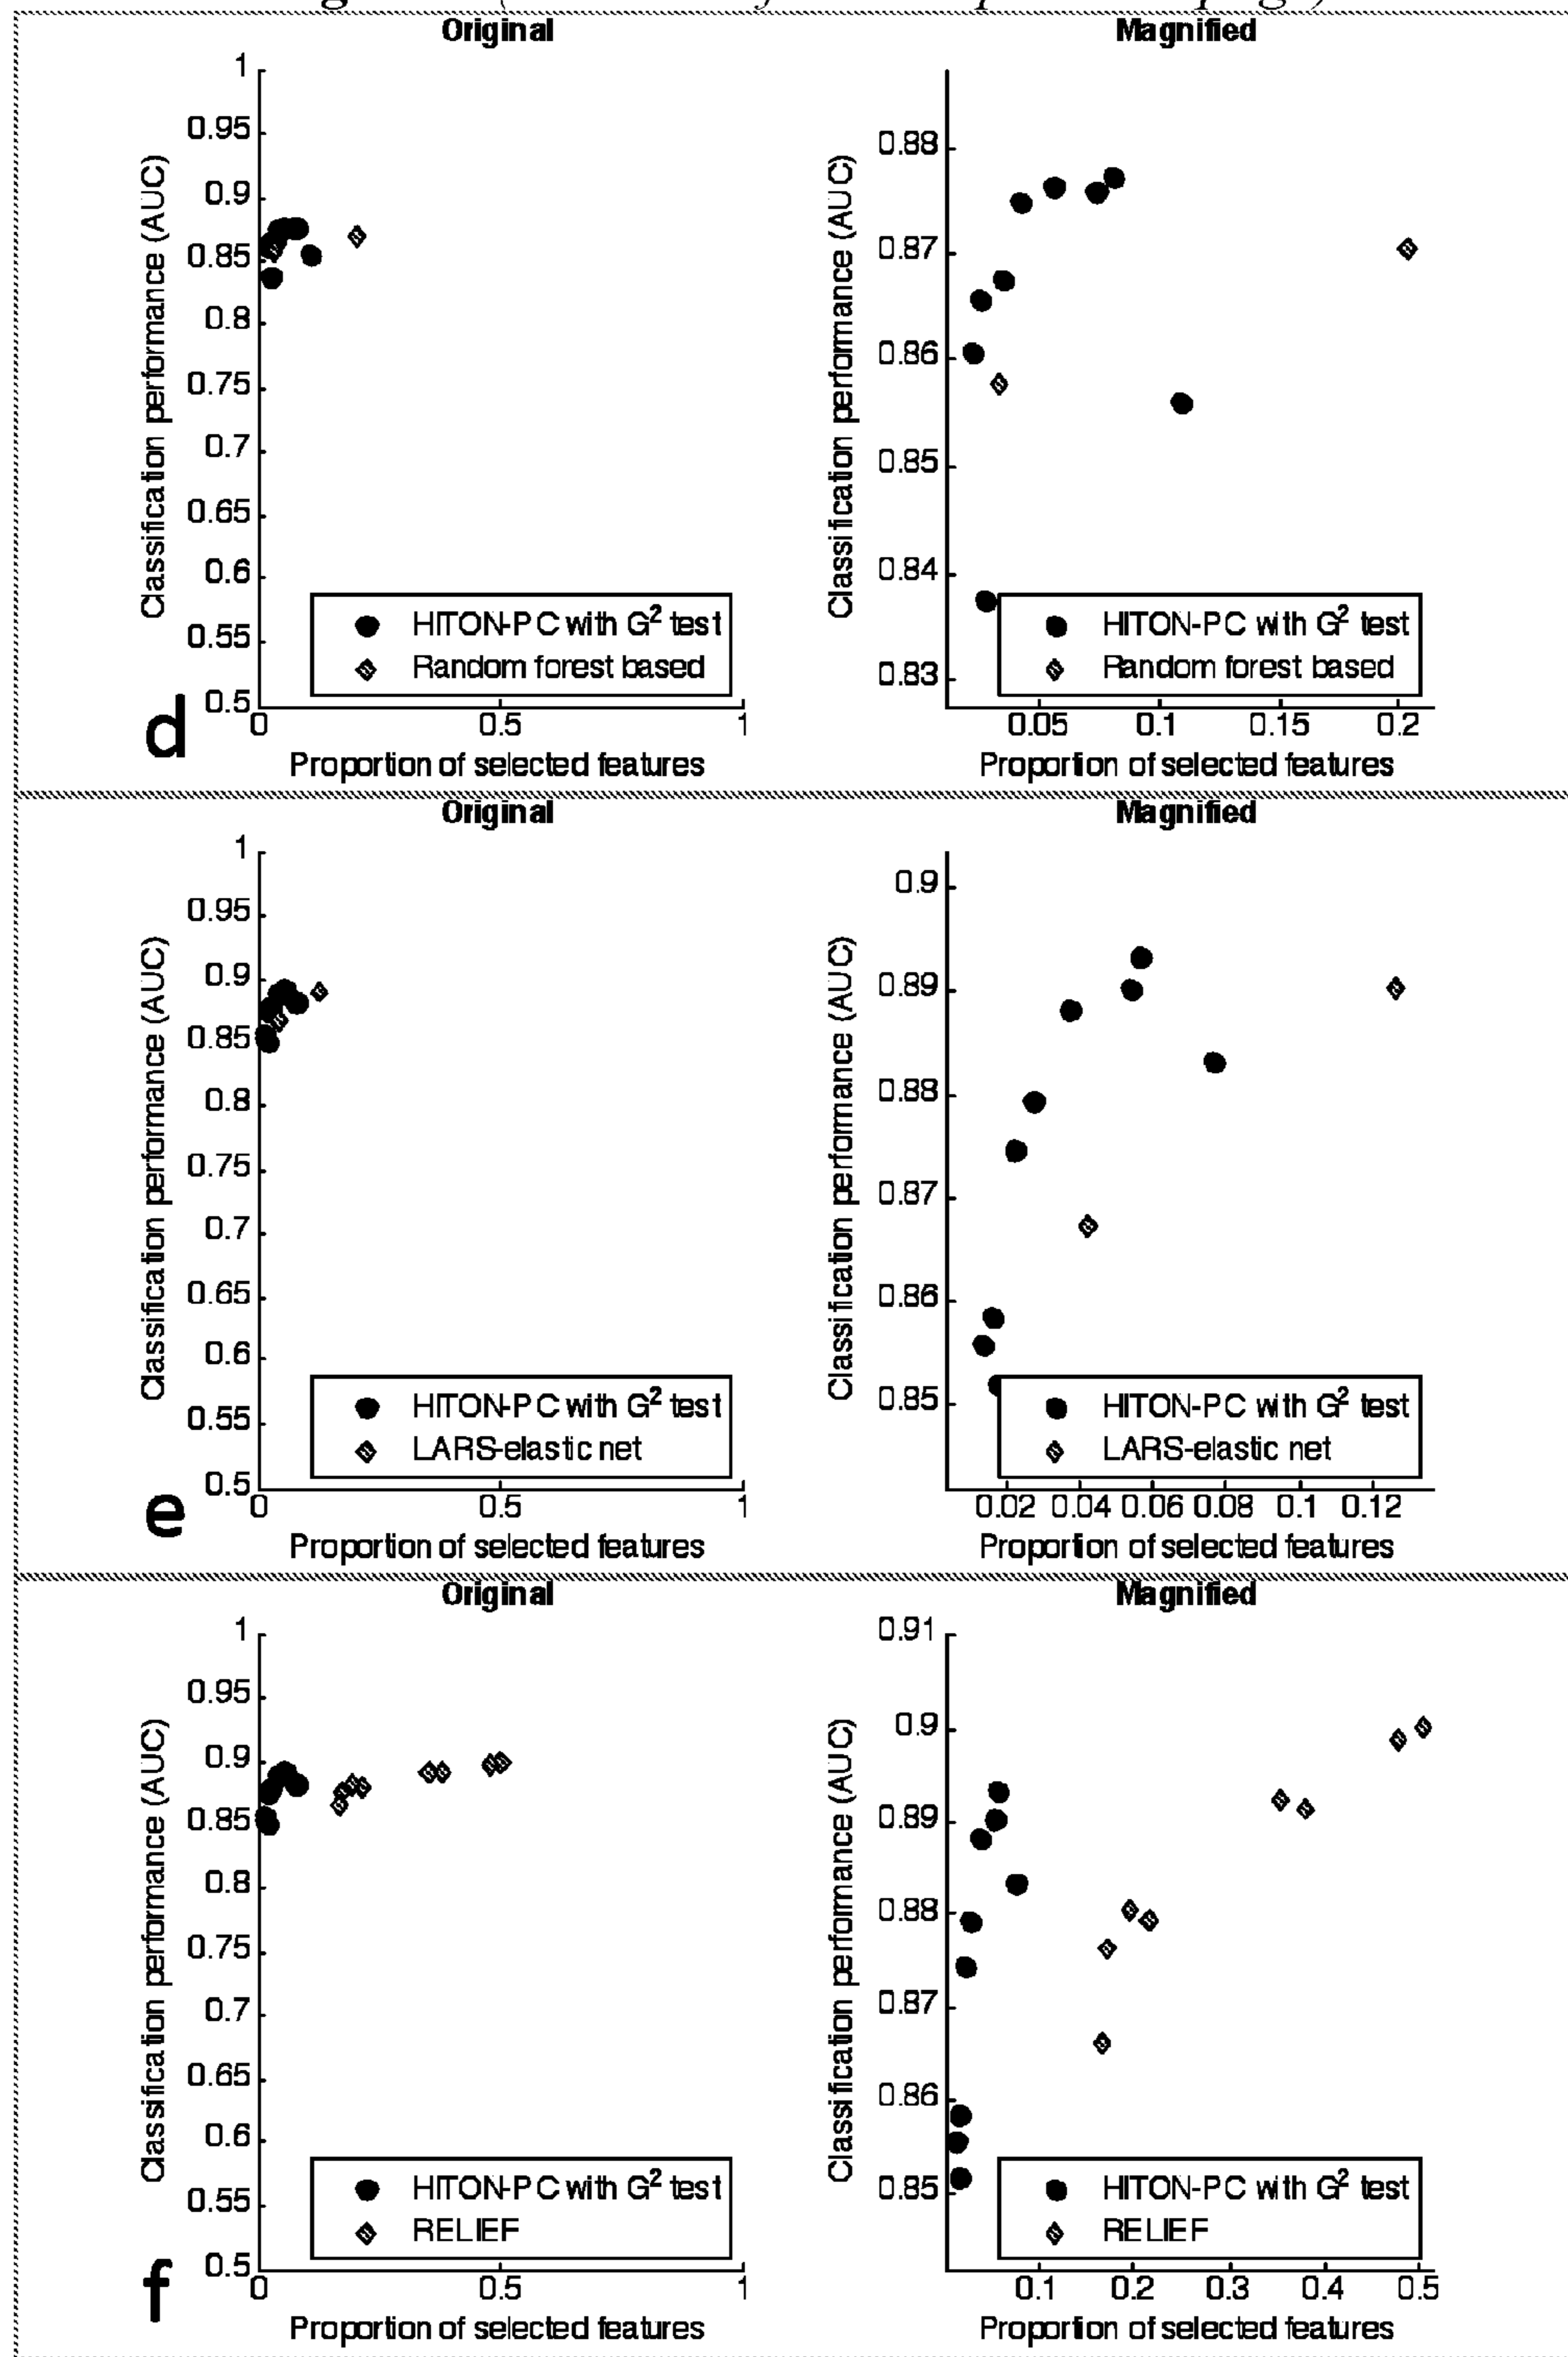 Original
Magnified
1
0.95
0.9
0.85
0.8
0.75
0.7
0.65
0.6
0.55
0.5
Classification performance (AUC)
HITON-PC with G² test
Random forest based
0
0.5
1
Proportion of selected features
d
0.88
0.87
0.86
0.85
0.84
0.83
Classification performance (AUC)
HITON-PC with G² test
Random forest based
0.05
0.1
0.15
0.2
Proportion of selected features
Original
Magnified
1
0.95
0.9
0.85
0.8
0.75
0.7
0.65
0.6
0.55
0.5
Classification performance (AUC)
HITON-PC with G² test
LARS-elastic net
0
0.5
1
Proportion of selected features
e
0.9
0.89
0.88
0.87
0.86
0.85
Classification performance (AUC)
HITON-PC with G² test
LARS-elastic net
0.02
0.04
0.06
0.08
0.1
0.12
Proportion of selected features
Original
Magnified
1
0.95
0.9
0.85
0.8
0.75
0.7
0.65
0.6
0.55
0.5
Classification performance (AUC)
HITON-PC with G² test
RELIEF
0
0.5
1
Proportion of selected features
f
0.91
0.9
0.89
0.88
0.87
0.86
0.85
Classification performance (AUC)
HITON-PC with G² test
RELIEF
0.1
0.2
0.3
0.4
0.5
Proportion of selected features